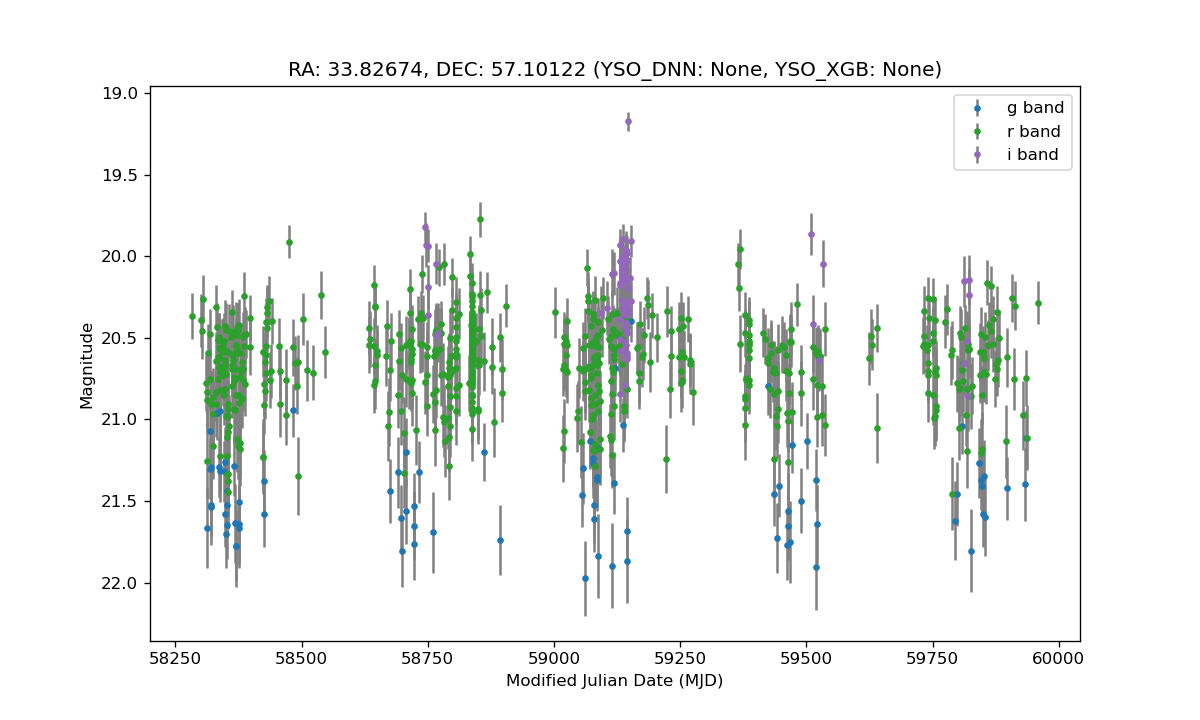 RA: 33.82674, DEC: 57.10122 (YSO_DNN: None, YSO_XGB: None)
g band
r band
i band
19.0
19.5
20.0
20.5
21.0
21.5
22.0
Magnitude
58250 58500 58750 59000 59250 59500 59750 60000
Modified Julian Date (MJD)